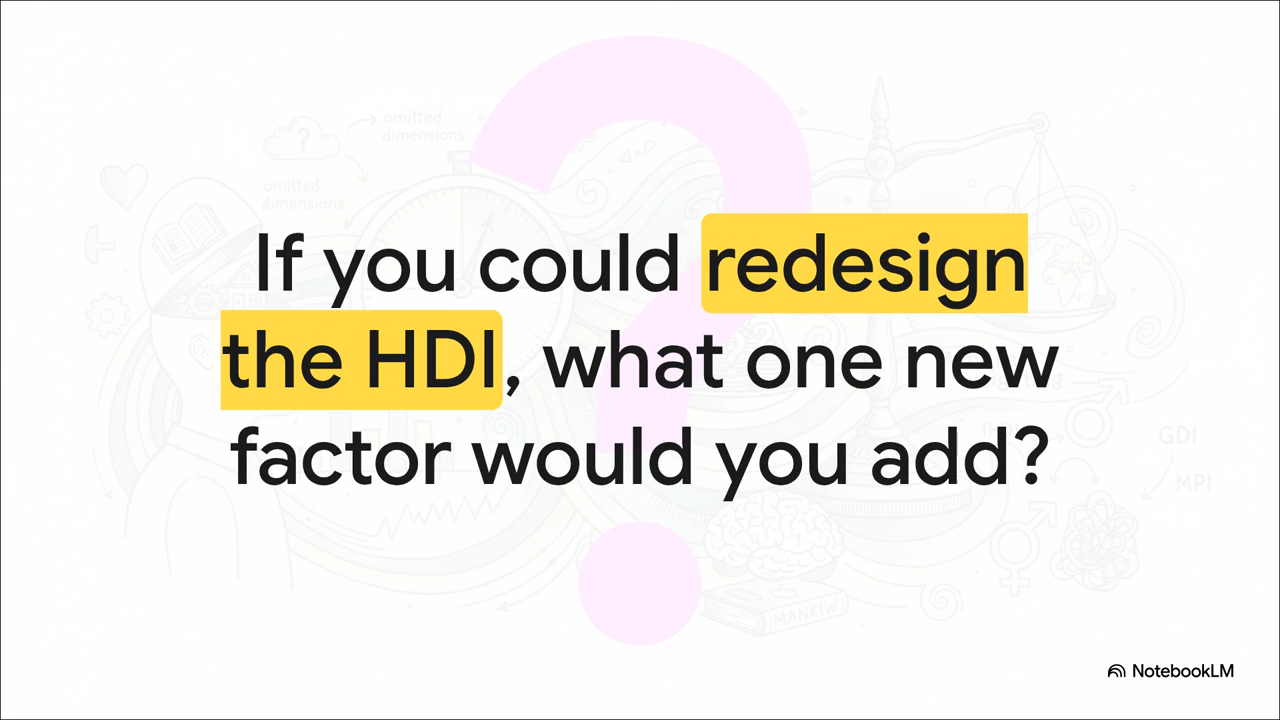 omitted
dimensions
omitted
dimensions
If you could redesign
the HDI, what one new
factor would you add?
GDI
MPI
MANKIW
NotebookLM